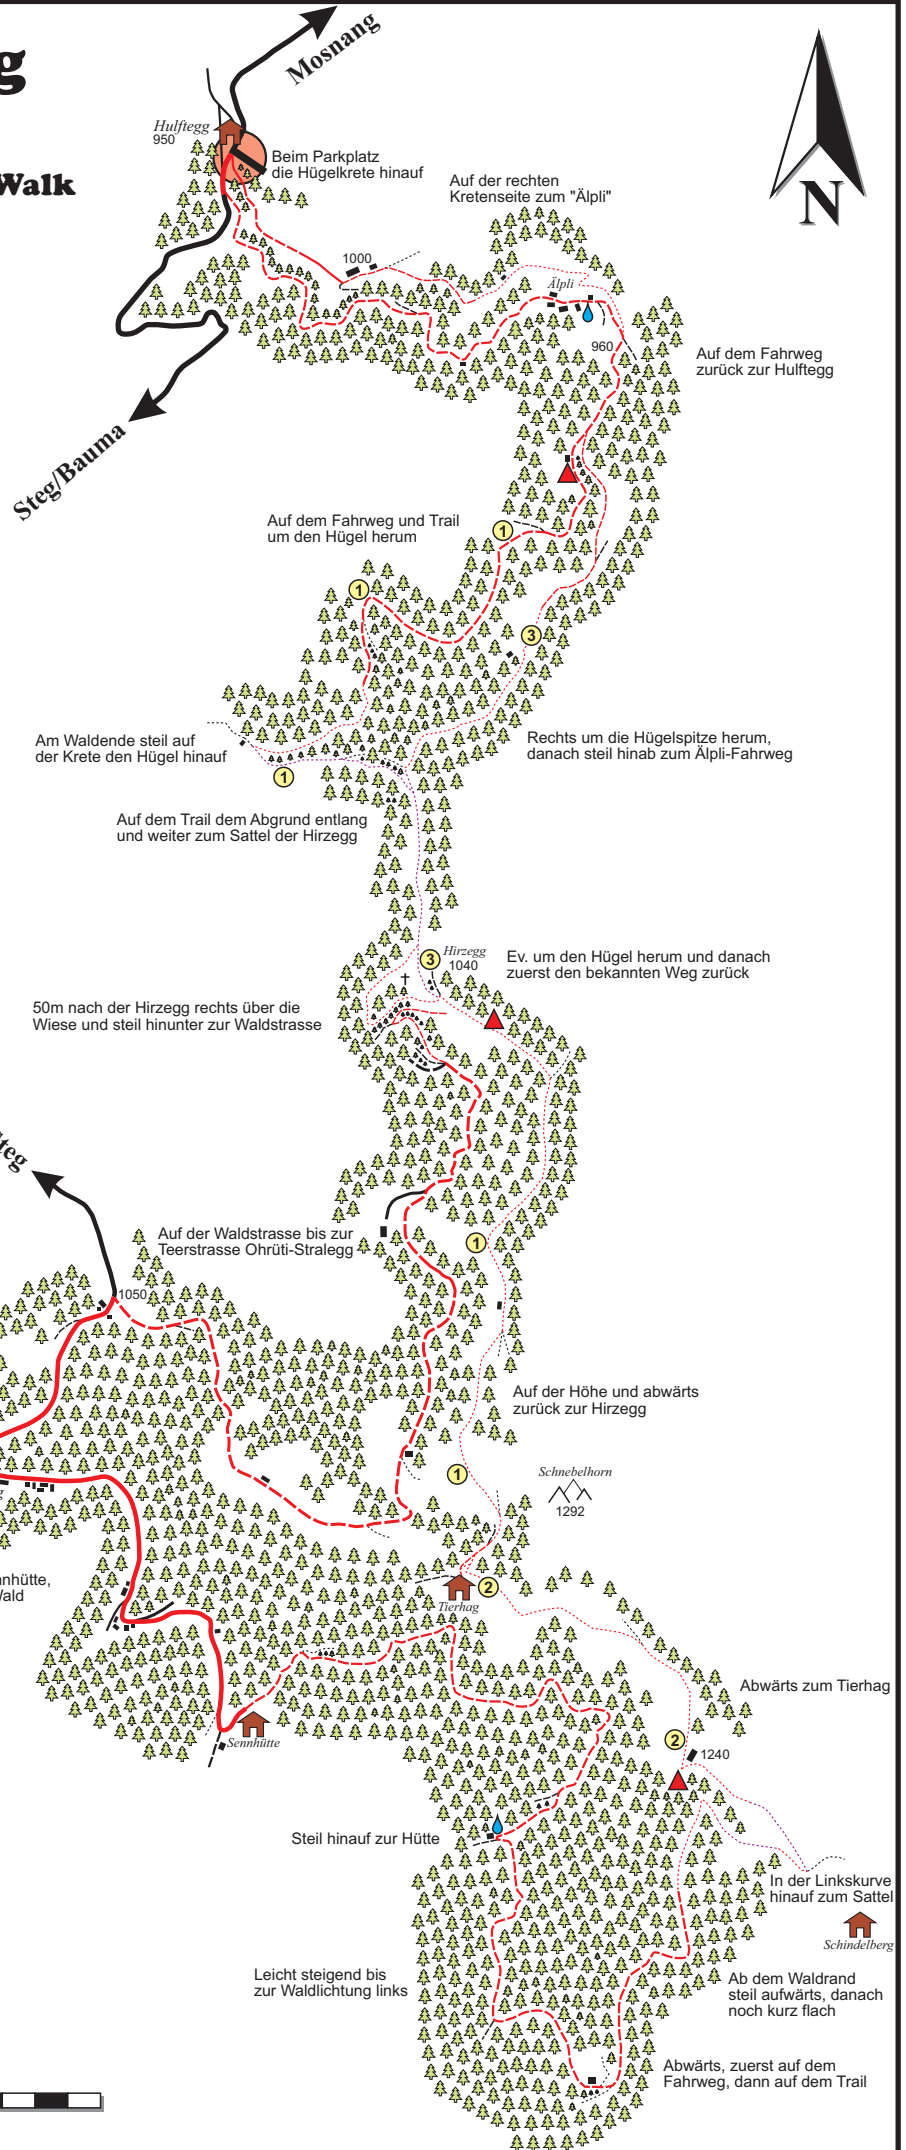 g
Walk
Mosnang
N
Hulftegg
950
Beim Parkplatz
die Hügelkrete hinauf
Auf der rechten
Kretenseite zum "Älpli"
1000
Älpli
960
Auf dem Fahrweg
zurück zur Hulftegg
Steg/Bauma
Auf dem Fahrweg und Trail
um den Hügel herum
1
1
3
Am Waldende steil auf
der Krete den Hügel hinauf
1
Rechts um die Hügelspitze herum,
danach steil hinab zum Älpli-Fahrweg
Auf dem Trail dem Abgrund entlang
und weiter zum Sattel der Hirzegg
3
Hirzegg
1040
Ev. um den Hügel herum und danach
zuerst den bekannten Weg zurück
50m nach der Hirzegg rechts über die
Wiese und steil hinunter zur Waldstrasse
teg
Auf der Waldstrasse bis zur
Teerstrasse Ohrüti-Stralegg
1
1050
Auf der Höhe und abwärts
zurück zur Hirzegg
1
Schnebelhorn
1292
g
nhütte,
Wald
2
Tierhag
Abwärts zum Tierhag
Sennhütte
2
1240
Steil hinauf zur Hütte
In der Linkskurve
hinauf zum Sattel
Schindelberg
Leicht steigend bis
zur Waldlichtung links
Ab dem Waldrand
steil aufwärts, danach
noch kurz flach
Abwärts, zuerst auf dem
Fahrweg, dann auf dem Trail